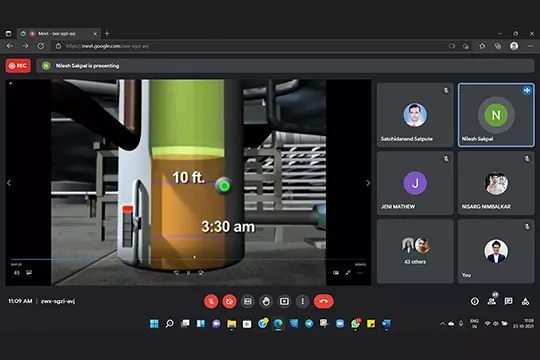 Meet - zwx-sgzi-avj
https://meet.google.com/zwx-sgzi-avj
REC
N Nilesh Sakpal is presenting
10 ft.
3:30 am
Satchidanand Satpute
N
Nilesh Sakpal
J
JENI MATHEW
NISARG NIMBALKAR
43 others
You
11:09 AM | zwx-sgzi-avj
ENG
IN
11:09
23-10-2021